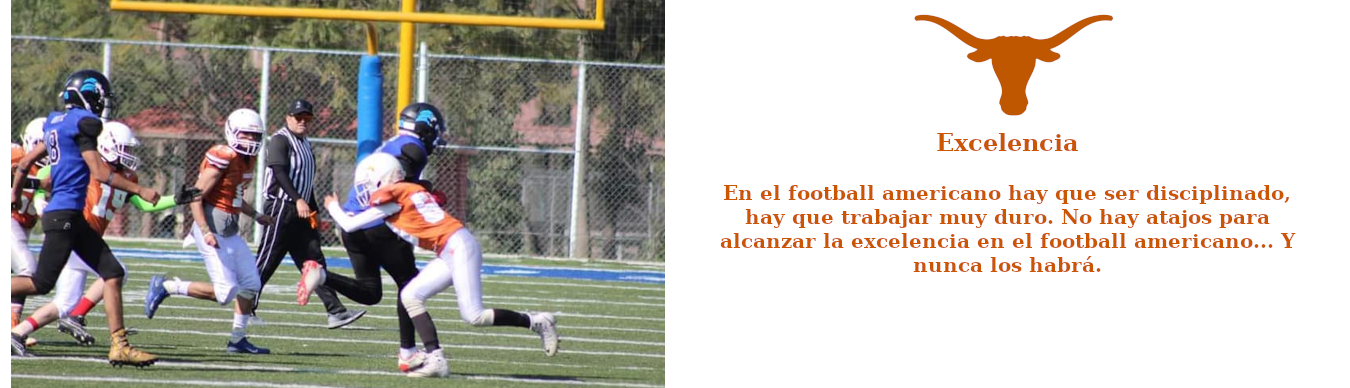 Excelencia
En el football americano hay que ser disciplinado,
hay que trabajar muy duro. No hay atajos para
alcanzar la excelencia en el football americano... Y
nunca los habrá.
8